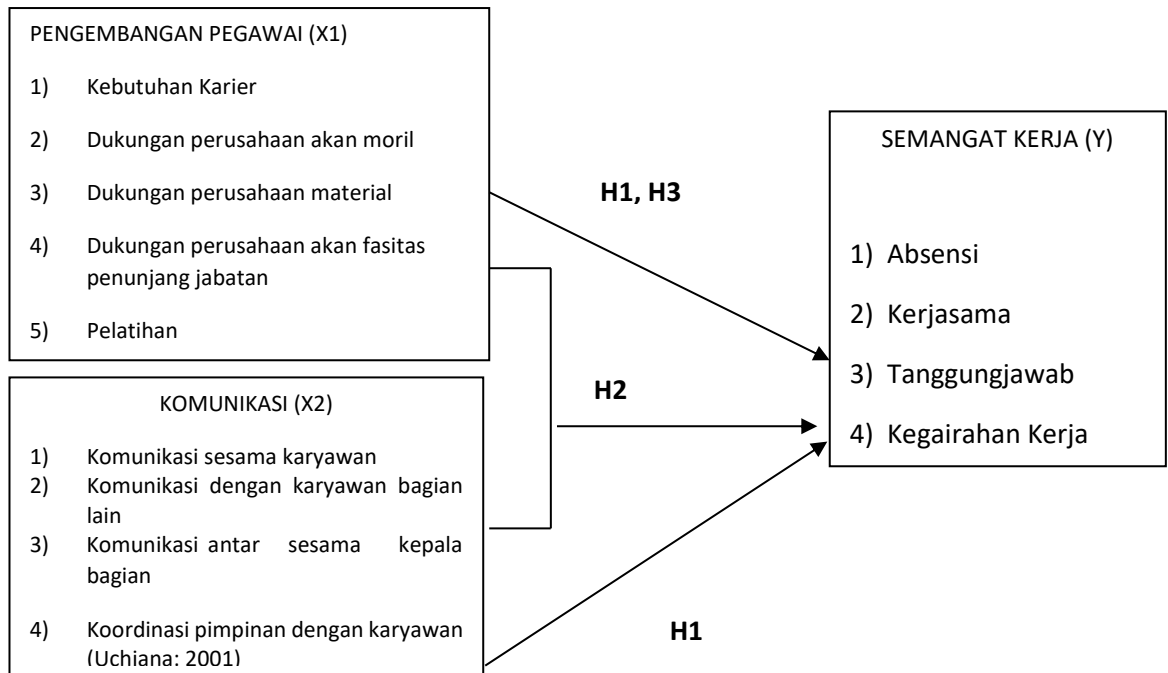 PENGEMBANGAN PEGAWAI (X1)
1) Kebutuhan Karier
2) Dukungan perusahaan akan moril
3) Dukungan perusahaan material
4) Dukungan perusahaan akan fasitas
penunjang jabatan
5) Pelatihan
KOMUNIKASI (X2)
1) Komunikasi sesama karyawan
2) Komunikasi dengan karyawan bagian
lain
3) Komunikasi antar sesama kepala
bagian
4) Koordinasi pimpinan dengan karyawan
(Uchiana: 2001)
H1, H3
H2
H1
SEMANGAT KERJA (Y)
1) Absensi
2) Kerjasama
3) Tanggungjawab
4) Kegairahan Kerja